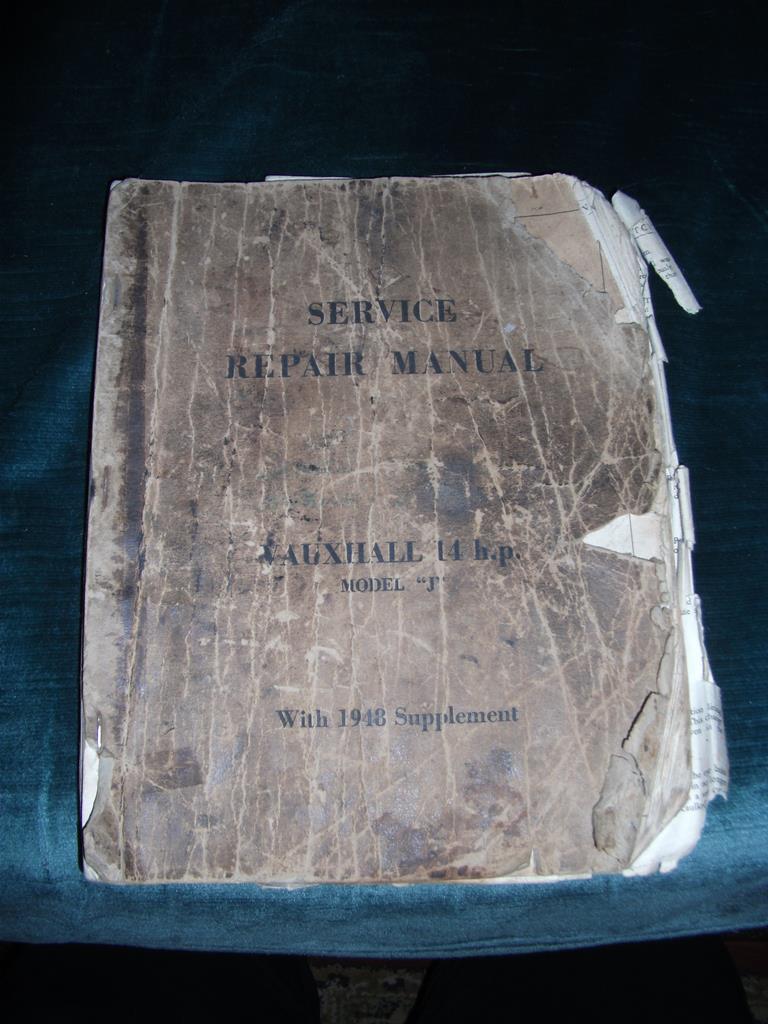 SERVICE
REPAIR MANUAL
VAUXHALL 14 h.p.
MODEL "J"
With 1948 Supplement